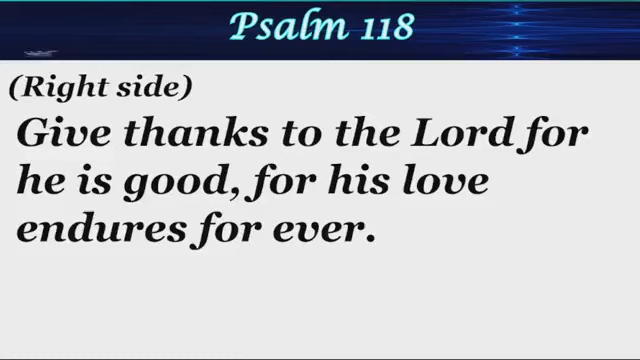 Psalm 118
(Right side)
Give thanks to the Lord for
he is good, for his love
endures for ever.